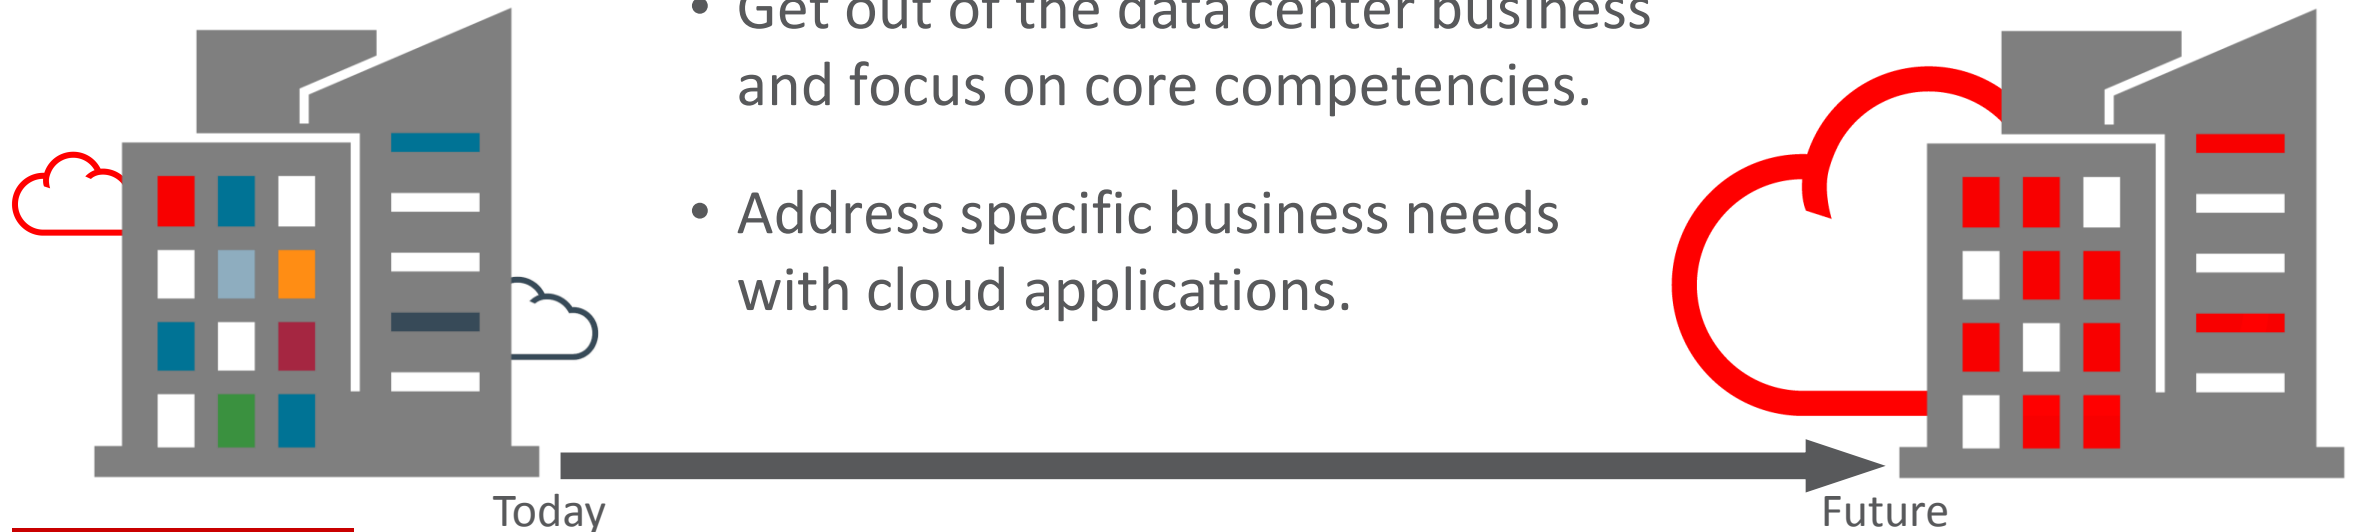 • Get out of the data center business
and focus on core competencies.
• Address specific business needs
with cloud applications.
Today
Future